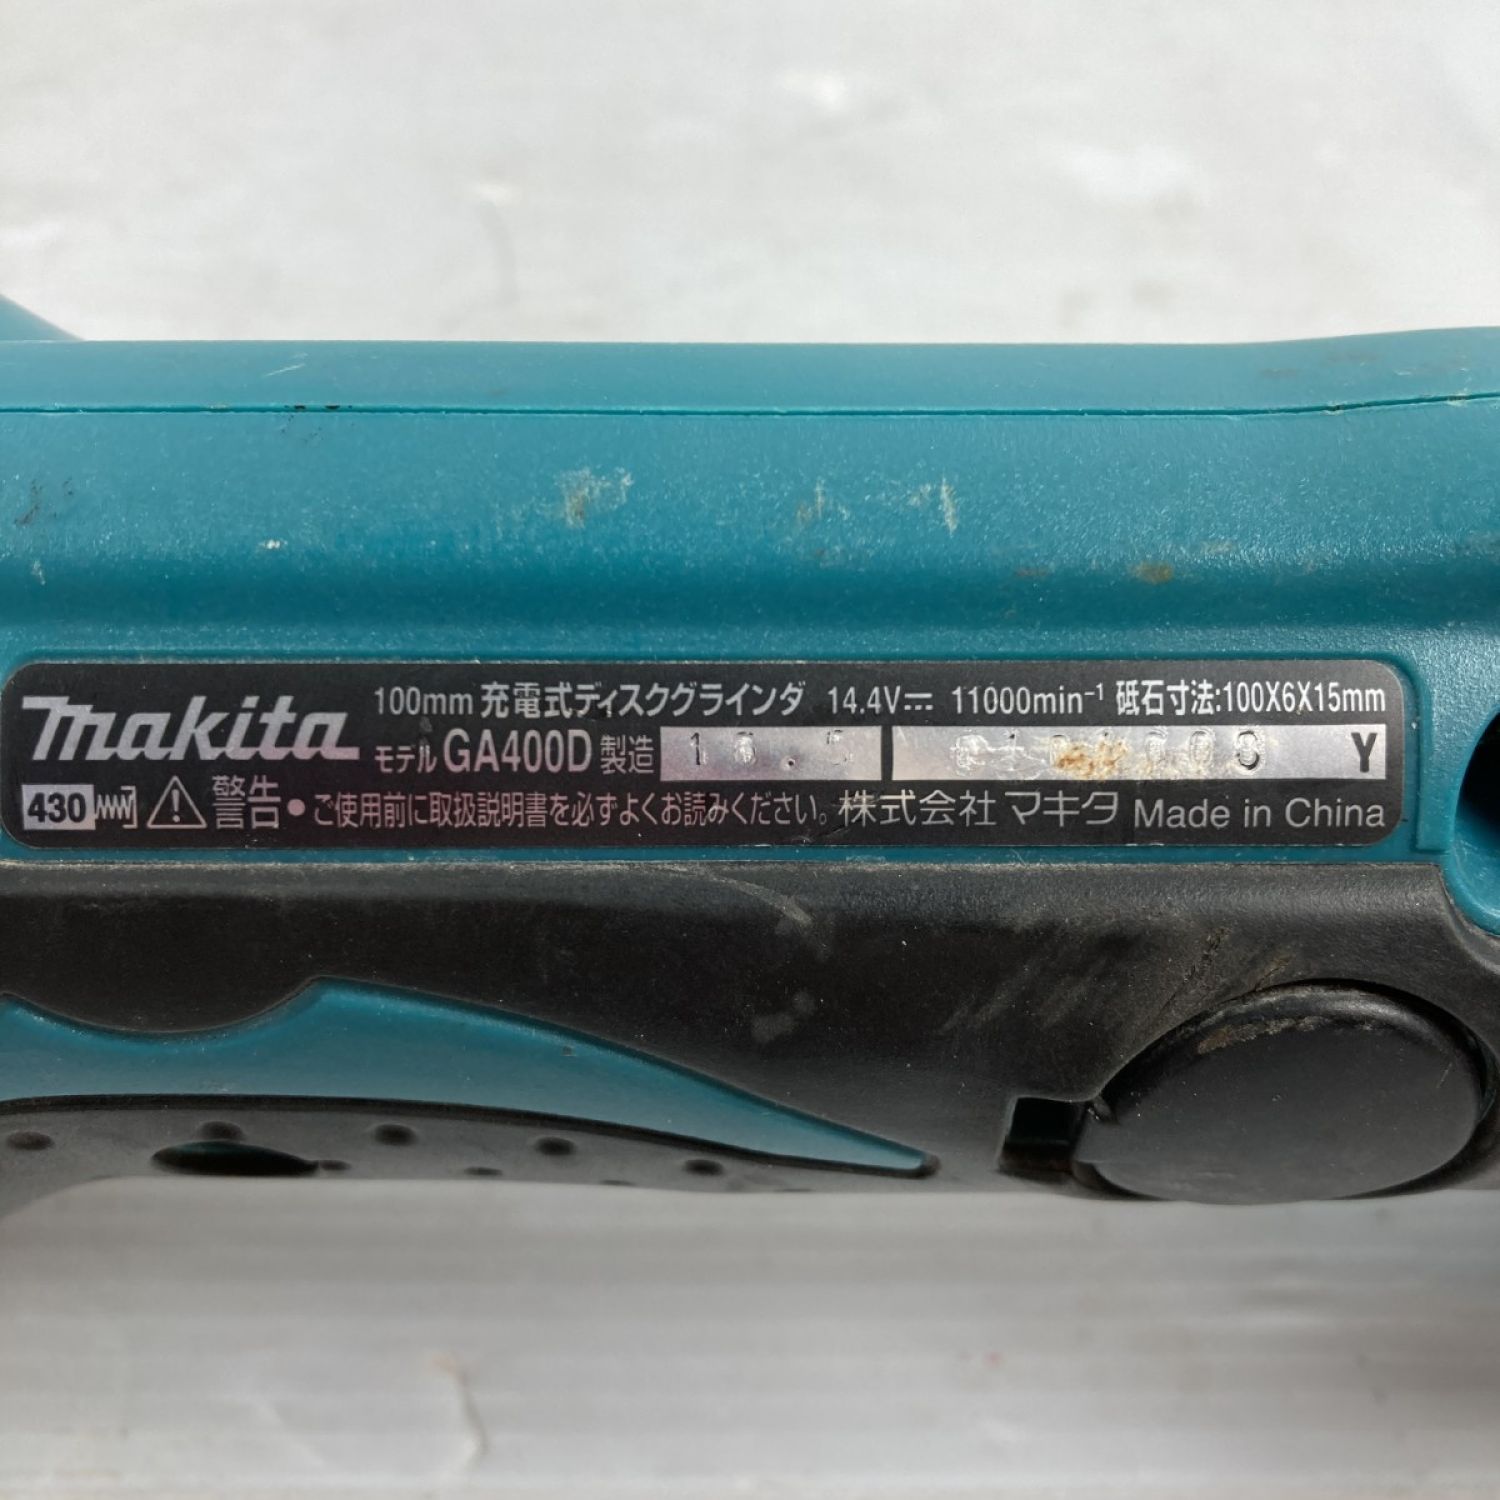 makita 100mm 充電式ディスクグラインダ 14.4V 11000min⁻¹ 砥石寸法:100X6X15mm
モデル GA400D 製造 Y
430 警告 • ご使用前に取扱説明書を必ずよくお読みください。 株式会社 マキタ Made in China